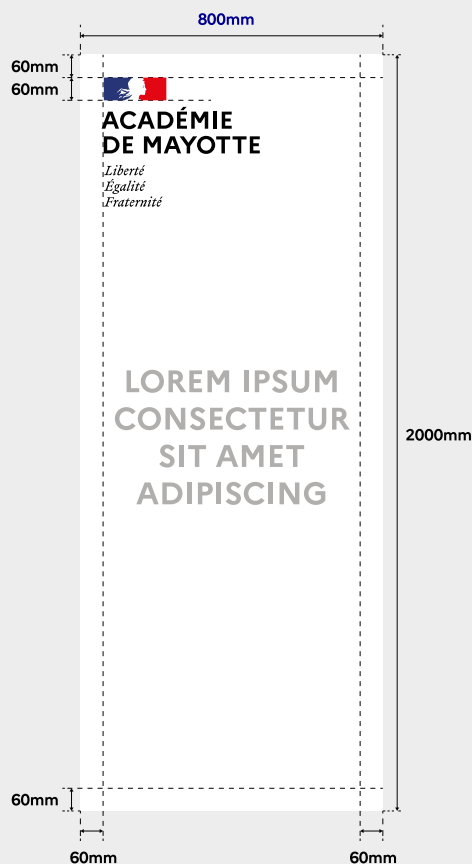 800mm
60mm
60mm
ACADÉMIE
DE MAYOTTE
Liberté
Égalité
Fraternité
LOREM IPSUM
CONSECTETUR
SIT AMET
ADIPISCING
2000mm
60mm
60mm
60mm